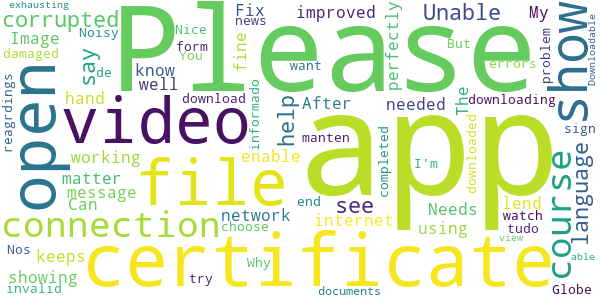 exhausting
corrupted
Noisy
news
Fix
improved
Unable
My
Image
damaged
Nice
form
You
fine
perfectly
But
errors
problem
show
Downloadable
say
de
know
well
want
Please
open
reagrdings
hand
download
After
needed
The
downloading
sign
video
informado
help
manten
completed
app
I'm
downloaded
language
working
enable
matter
message
Can
file
see
Needs
lend
course
connection
network
choose
end
internet
using
watch
tudo
Nos
keeps
Why
view
able
showing
certificate
try
invalid
documents
Globe